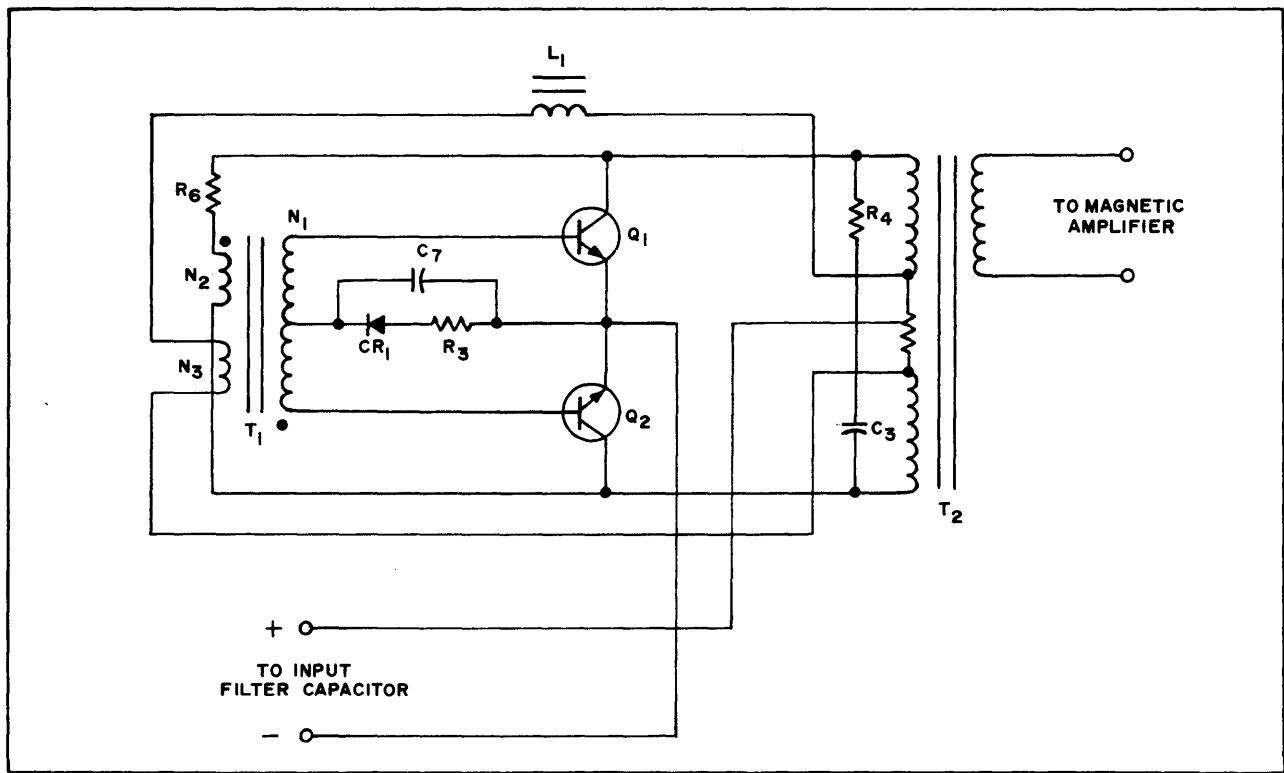 L1
R6
N1
Q1
R4
TO MAGNETIC
AMPLIFIER
C7
N2
CR1
R3
N3
T1
Q2
C3
T2
+
TO INPUT
FILTER CAPACITOR
−